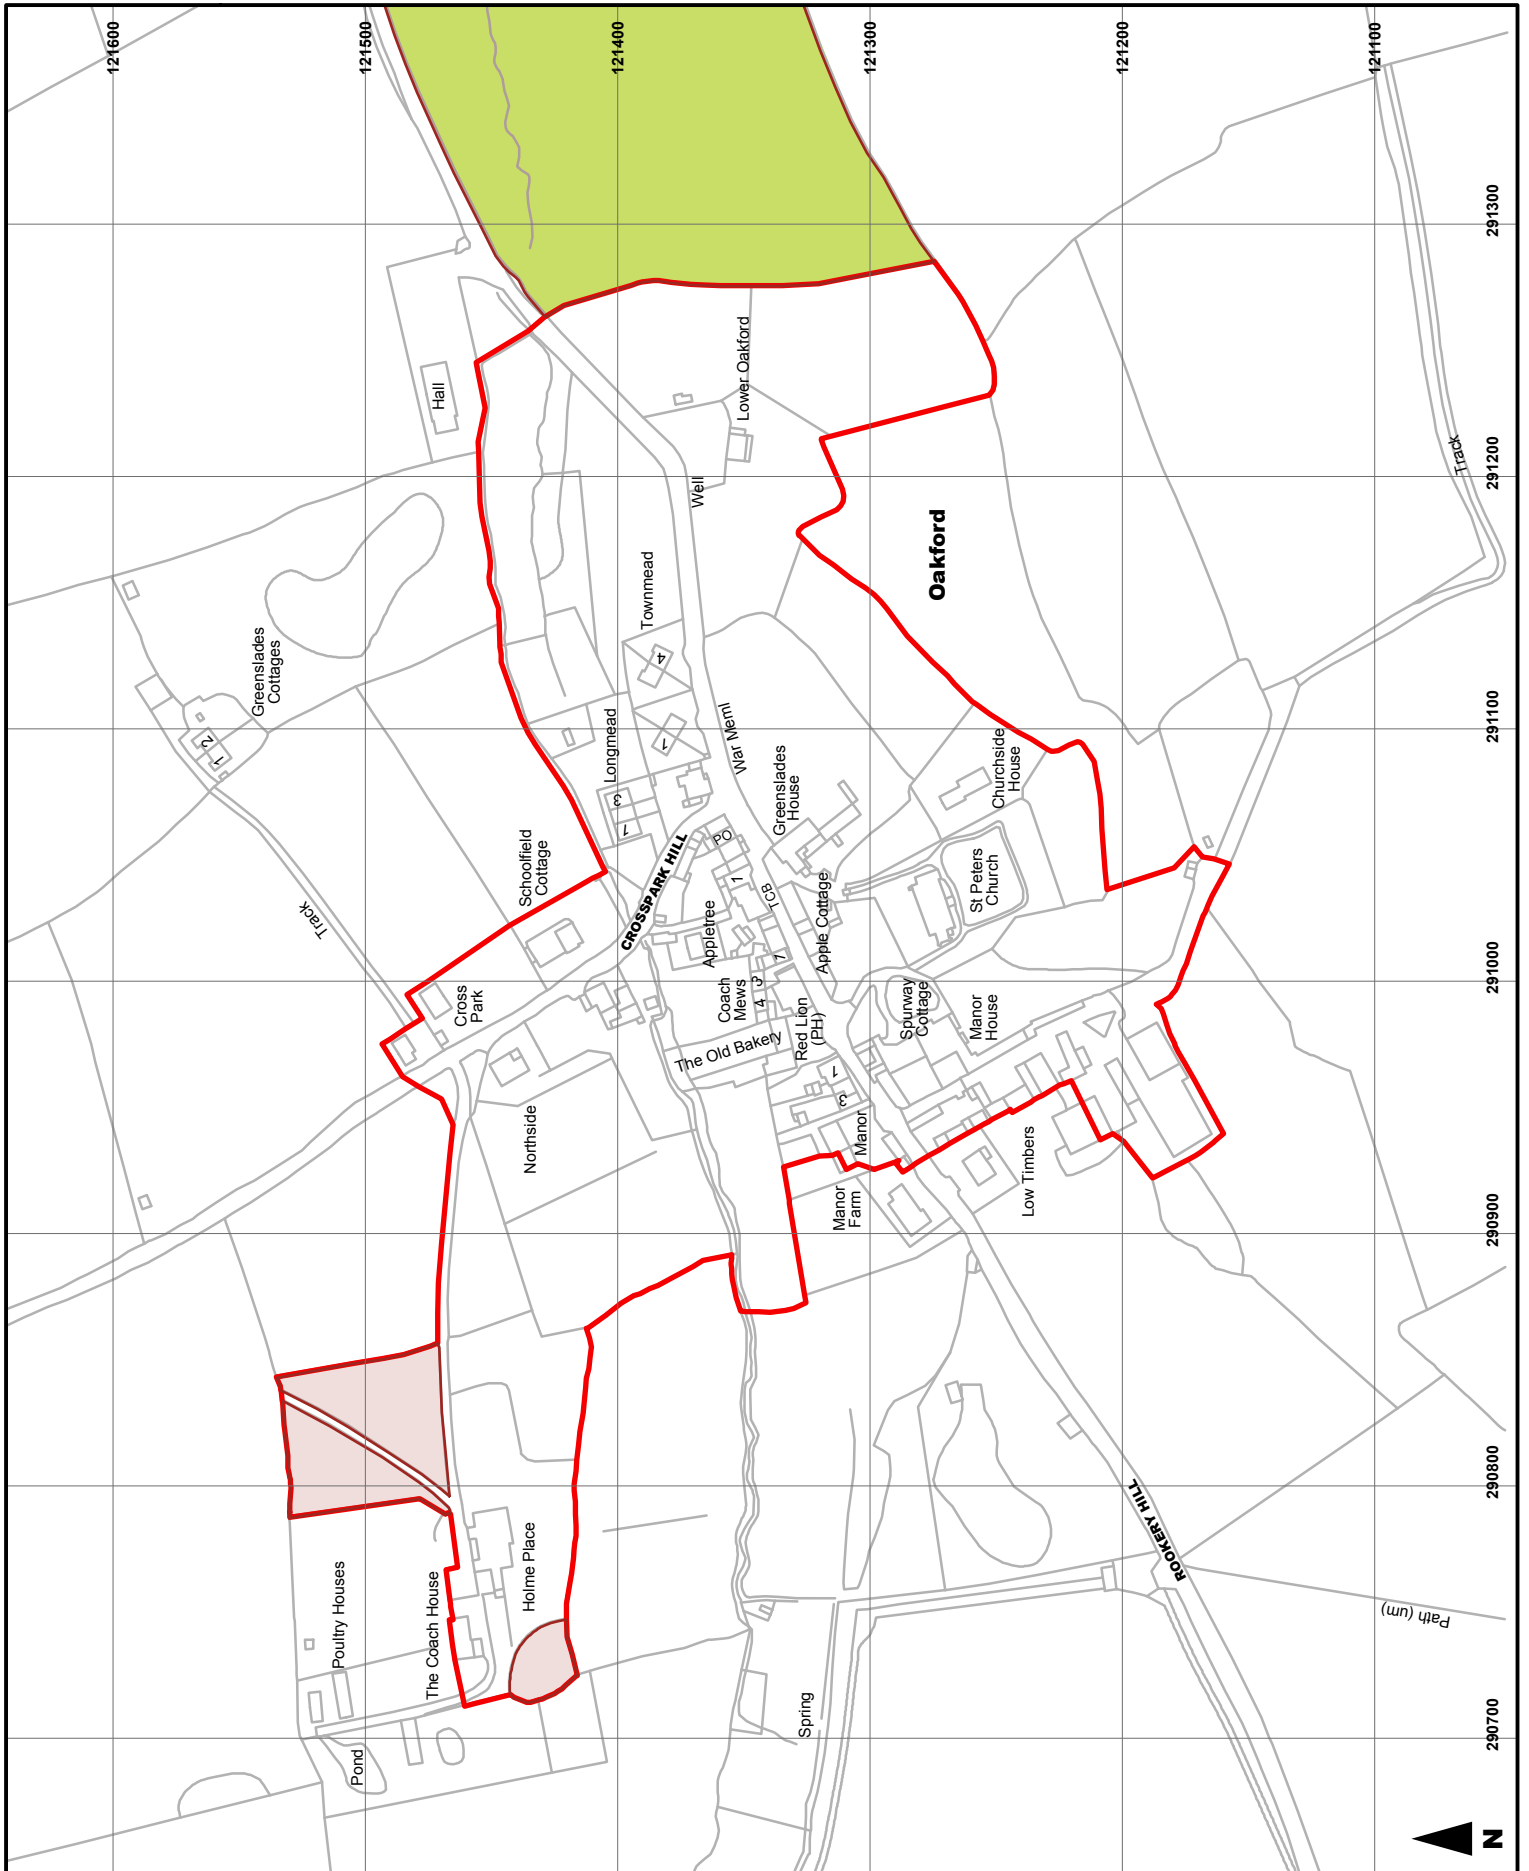 121600
121500
121400
121300
121200
121100
291300
291200
291100
291000
290900
290800
290700
Hall
Lower Oakford
Well
Townmead
4
1
Oakford
Greenslades
Cottages
1
2
Longmead
3
1
War Meml
Greenslades
House
Churchside
House
Schoolfield
Cottage
CROSSPARK HILL
PO
1
TCB
Track
Track
Appletree
Apple Cottage
St Peters
Church
Cross
Park
Coach
Mews
4
3
1
Red Lion
(PH)
Spurway
Cottage
Manor
House
The Old Bakery
1
3
Northside
Manor
Manor
Farm
Low Timbers
Poultry Houses
The Coach House
Holme Place
ROOKERY HILL
Path (um)
Pond
Spring
N